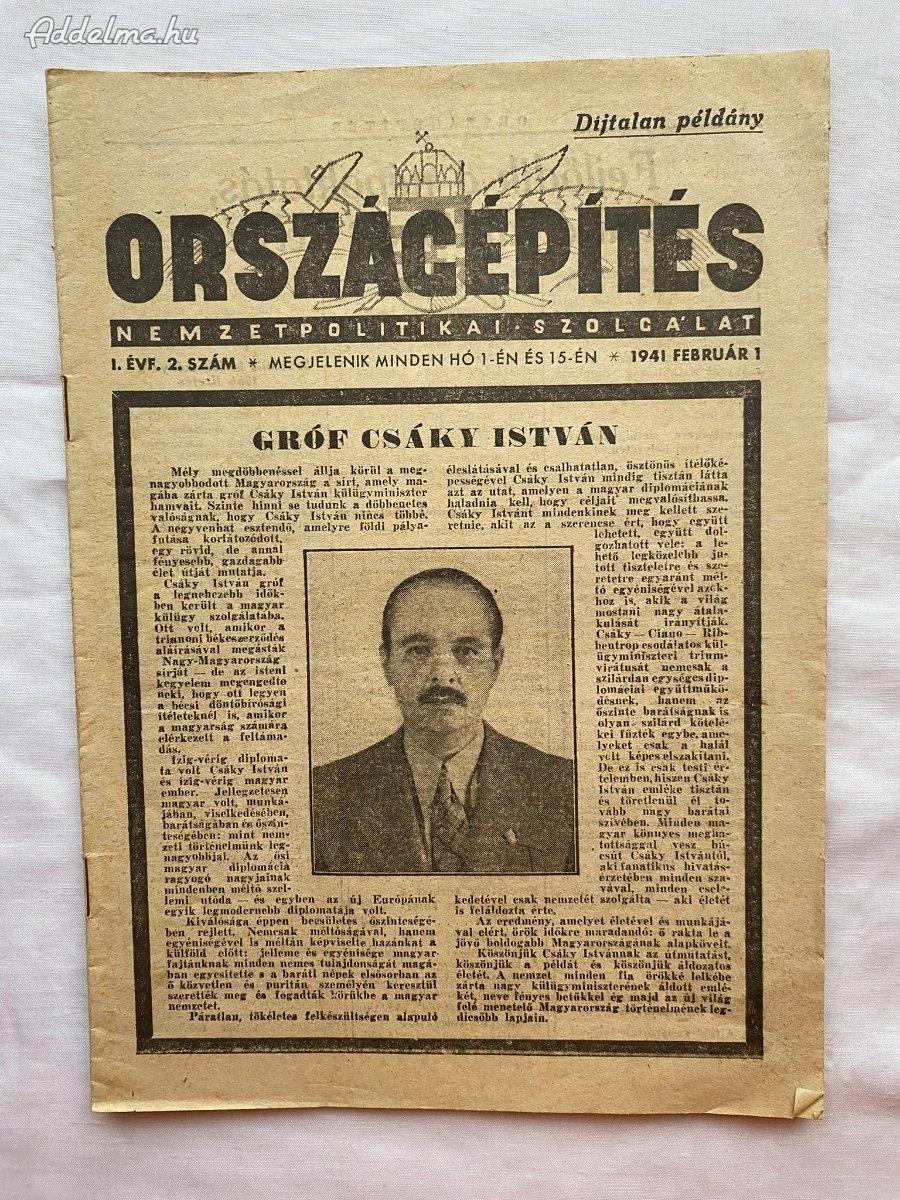 Addelma.hu
Díjtalan példány
ORSZÁGÉPÍTÉS
NEMZETPOLITIKAI · SZOLGÁLAT
I. ÉVF. 2. SZÁM * MEGJELENIK MINDEN HÓ 1-ÉN ÉS 15-ÉN * 1941 FEBRUÁR 1
GRÓF CSÁKY ISTVÁN
Mély megdöbbenéssel állja körül a meg-
nagyobbodott Magyarország a sírt, amely ma-
gába zárta gróf Csáky István külügyminiszter
hamvait. Szinte hinni se tudunk a döbbenetes
valóságnak, hogy Csáky István nincs többé.
A negyvenhat esztendő, amelyre földi pálya-
futása korlátozódott,
egy rövid, de annál
fényesebb, gazdagabb
élet útját mutatja.
Csáky István gróf
a legnehezebb idők-
ben került a magyar
külügy szolgálatába.
Ott volt, amikor a
trianoni békeszerződés
aláírásával megásták
Nagy-Magyarország
sírját — de az isteni
kegyelem megengedte
neki, hogy ott legyen
a bécsi döntőbírósági
ítéleteknél is, amikor
a magyarság számára
elérkezett a feltáma-
dás.
Izig-vérig diploma-
ta volt Csáky István
és izig-vérig magyar
ember. Jellegzetesen
magyar volt, munká-
jában, viselkedésében,
barátságában és őszin-
teségében: mint nem-
zeti történelmünk leg-
nagyobbjai. Az ősi
magyar diplomácia
ragyogó nagyjainak
mindenben méltó szel-
lemi utóda — és egyben az új Európának
egyik legmodernebb diplomatája volt.
Kiválósága éppen becsületes őszinteségé-
ben rejlett. Nemcsak méltóságával, hanem
egyéniségével is méltán képviselte hazánkat a
külföld előtt: jelleme és egyénisége magyar
fajtánknak minden nemes tulajdonságát magá-
ban egyesítette s a baráti népek elsősorban az
ő közvetlen és puritán személyén keresztül
szerették meg és fogadták körükbe a magyar
nemzetet.
Páratlan, tökéletes felkészültségen alapuló
éleslátásával és csalhatatlan, ösztönös ítélőké-
pességével Csáky István mindig tisztán látta
azt az utat, amelyen a magyar diplomáciának
haladnia kell, hogy céljait megvalósíthassa.
Csáky Istvánt mindenkinek meg kellett sze-
retnie, akit az a szerencse ért, hogy együtt
lehetett, együtt dol-
gozhatott vele: a le-
hető legközelebb ju-
tott tiszteletre és sze-
retetre egyaránt mél-
tó egyéniségével azok-
hoz is, akik a világ
mostani nagy átala-
kulását irányítják.
Csáky — Ciano — Rib-
bentrop csodálatos kül-
ügyminiszteri trium-
virátusát nemcsak a
szilárdan egységes dip-
lomáciai együttműkö-
désnek, hanem az
őszinte barátságnak is
olyan szilárd kötelé-
kei fűzték egybe, ame-
lyeket csak a halál
volt képes elszakítani.
De ez is csak testi ér-
telemben, hiszen Csáky
István emléke tisztán
és töretlenül él to-
vább nagy barátai
szívében. Minden ma-
gyar könnyes megha-
tottsággal vesz bú-
csút Csáky Istvántól,
aki fanatikus hivatás-
érzetében minden sza-
vával, minden csele-
kedetével csak nemzetét szolgálta — aki életét
is feláldozta érte.
Az eredmény, amelyet életével és munkájá-
val elért, örök időkre maradandó: ő rakta le a
jövő boldogabb Magyarországának alapköveit.
Köszönjük Csáky Istvánnak az útmutatást,
köszönjük a példát és köszönjük áldozatos
életét. A nemzet minden fia örökké lelkébe
zárta nagy külügyminiszterének áldott emlé-
két, neve fényes betűkkel ég majd az új világ
felé menetelő Magyarország történelmének leg-
dicsőbb lapjain.